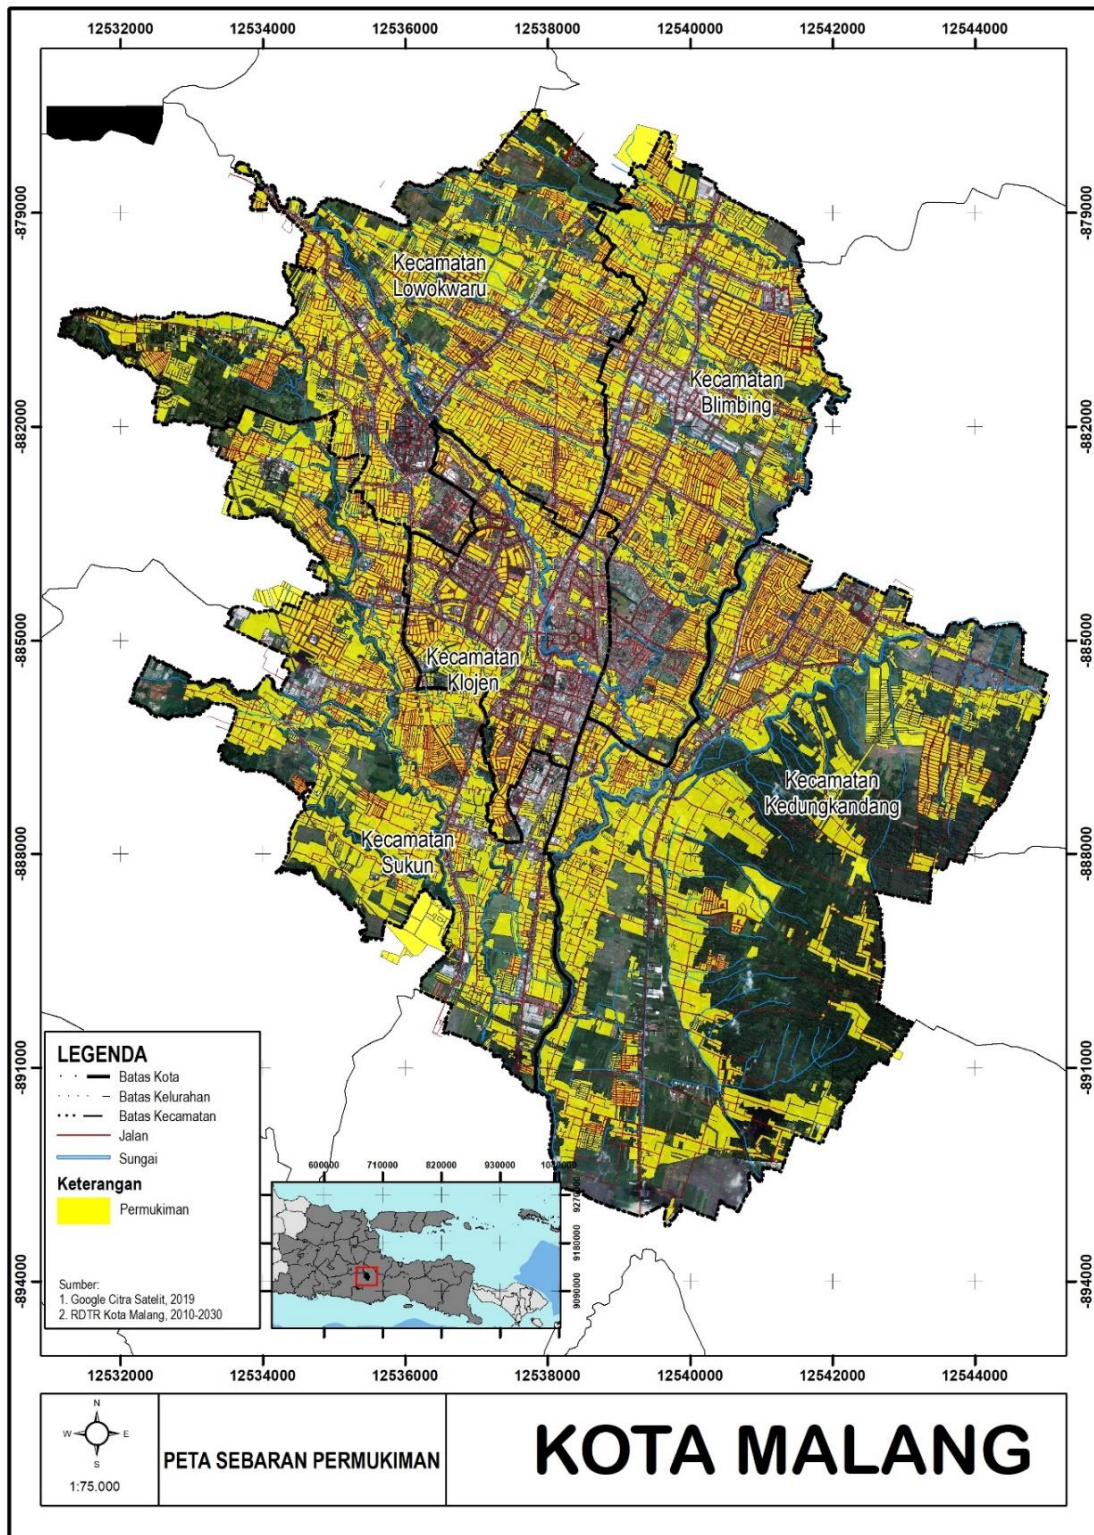 12532000 12534000 12536000 12538000 12540000 12542000 12544000
-879000 -879000
Kecamatan
Lowokwaru
Kecamatan
Blimbing
-882000 -882000
-885000 -885000
Kecamatan
Klojen
Kecamatan
Kedungkandang
Kecamatan
Sukun
-888000 -888000
LEGENDA
Batas Kota
Batas Kelurahan
Batas Kecamatan
Jalan
Sungai
Keterangan
Permukiman
Sumber:
1. Google Citra Satelit, 2019
2. RDTR Kota Malang, 2010-2030
-891000 -891000
600000 710000 820000 930000
9270000
9180000
9090000
-894000 -894000
12532000 12534000 12536000 12538000 12540000 12542000 12544000
N
W E
S
1:75.000
PETA SEBARAN PERMUKIMAN
KOTA MALANG